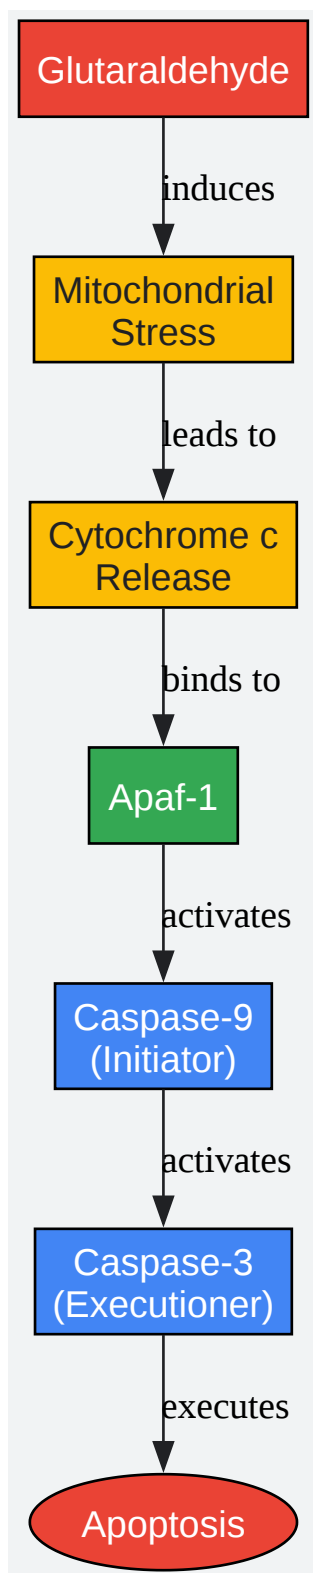 Glutaraldehyde
induces
Mitochondrial
Stress
leads to
Cytochrome c
Release
binds to
Apaf-1
activates
Caspase-9
(Initiator)
activates
Caspase-3
(Executioner)
executes
Apoptosis